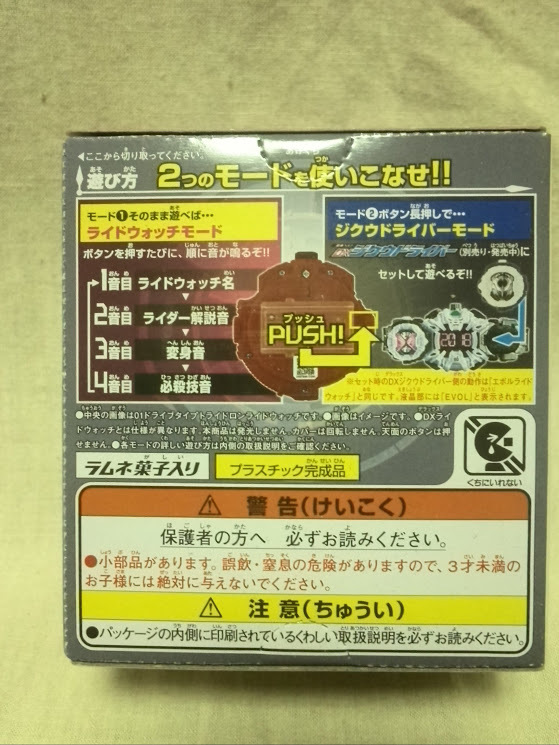 ◀ここから切り取ってください。
遊び方 2つのモードを使いこなせ!!
モード❶そのまま遊べば…
ライドウォッチモード
ボタンを押すたびに、順に音が鳴るぞ!!
1音目 ライドウォッチ名
2音目 ライダー解説音
3音目 変身音
4音目 必殺技音
プッシュ
PUSH!
モード❷ボタン長押しで…
ジクウドライバーモード
DXジクウドライバー(別売り・発売中)に
セットして遊べるぞ!!
2019
※セット時のDXジクウドライバー側の動作は「エボルライド
ウォッチ」と同じです。液晶部には「EVOL」と表示されます。
●中央の画像は01ドライブタイプトライドロンライドウォッチです。●画像はイメージです。●DXライ
ドウォッチとは仕様が異なります。本商品は発光しません。カバーは回転しません。天面のボタンは押
せません。●各モードの詳しい遊び方は内側の取扱説明をご確認ください。
ラムネ菓子入り プラスチック完成品
くちにいれない
警告(けいこく)
保護者の方へ 必ずお読みください。
●小部品があります。誤飲・窒息の危険がありますので、3才未満の
お子様には絶対に与えないでください。
注意(ちゅうい)
●パッケージの内側に印刷されているくわしい取扱説明を必ずお読みください。